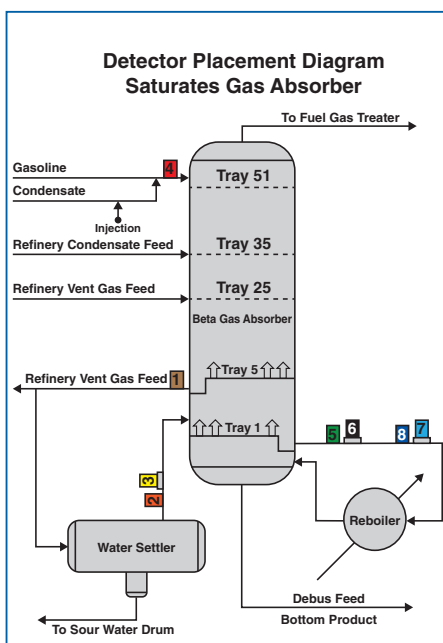 Detector Placement Diagram
Saturates Gas Absorber
To Fuel Gas Treater
Gasoline
4
Tray 51
Condensate
Injection
Refinery Condensate Feed
Tray 35
Refinery Vent Gas Feed
Tray 25
Beta Gas Absorber
Refinery Vent Gas Feed
1
Tray 5
Tray 1
5
6
8
7
3
2
Reboiler
Water Settler
Debus Feed
Bottom Product
To Sour Water Drum